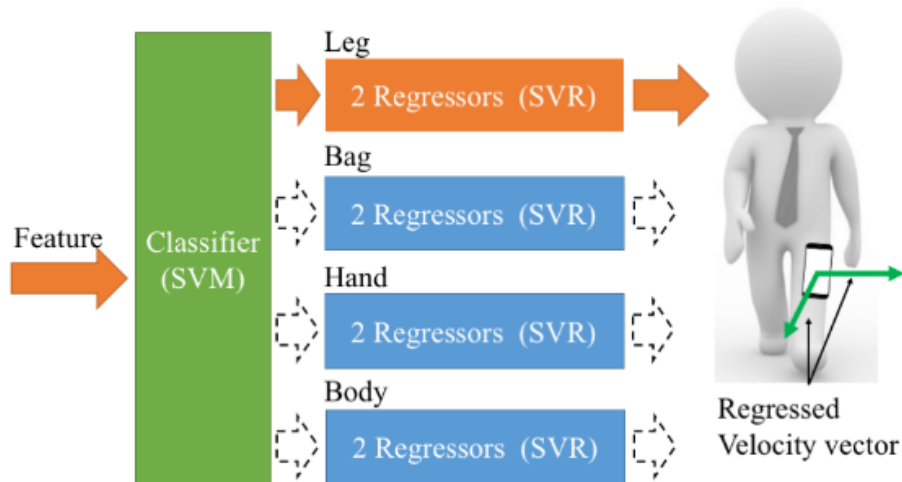 Leg
2 Regressors (SVR)
Bag
2 Regressors (SVR)
Feature
Classifier
(SVM)
Hand
2 Regressors (SVR)
Body
2 Regressors (SVR)
Regressed
Velocity vector